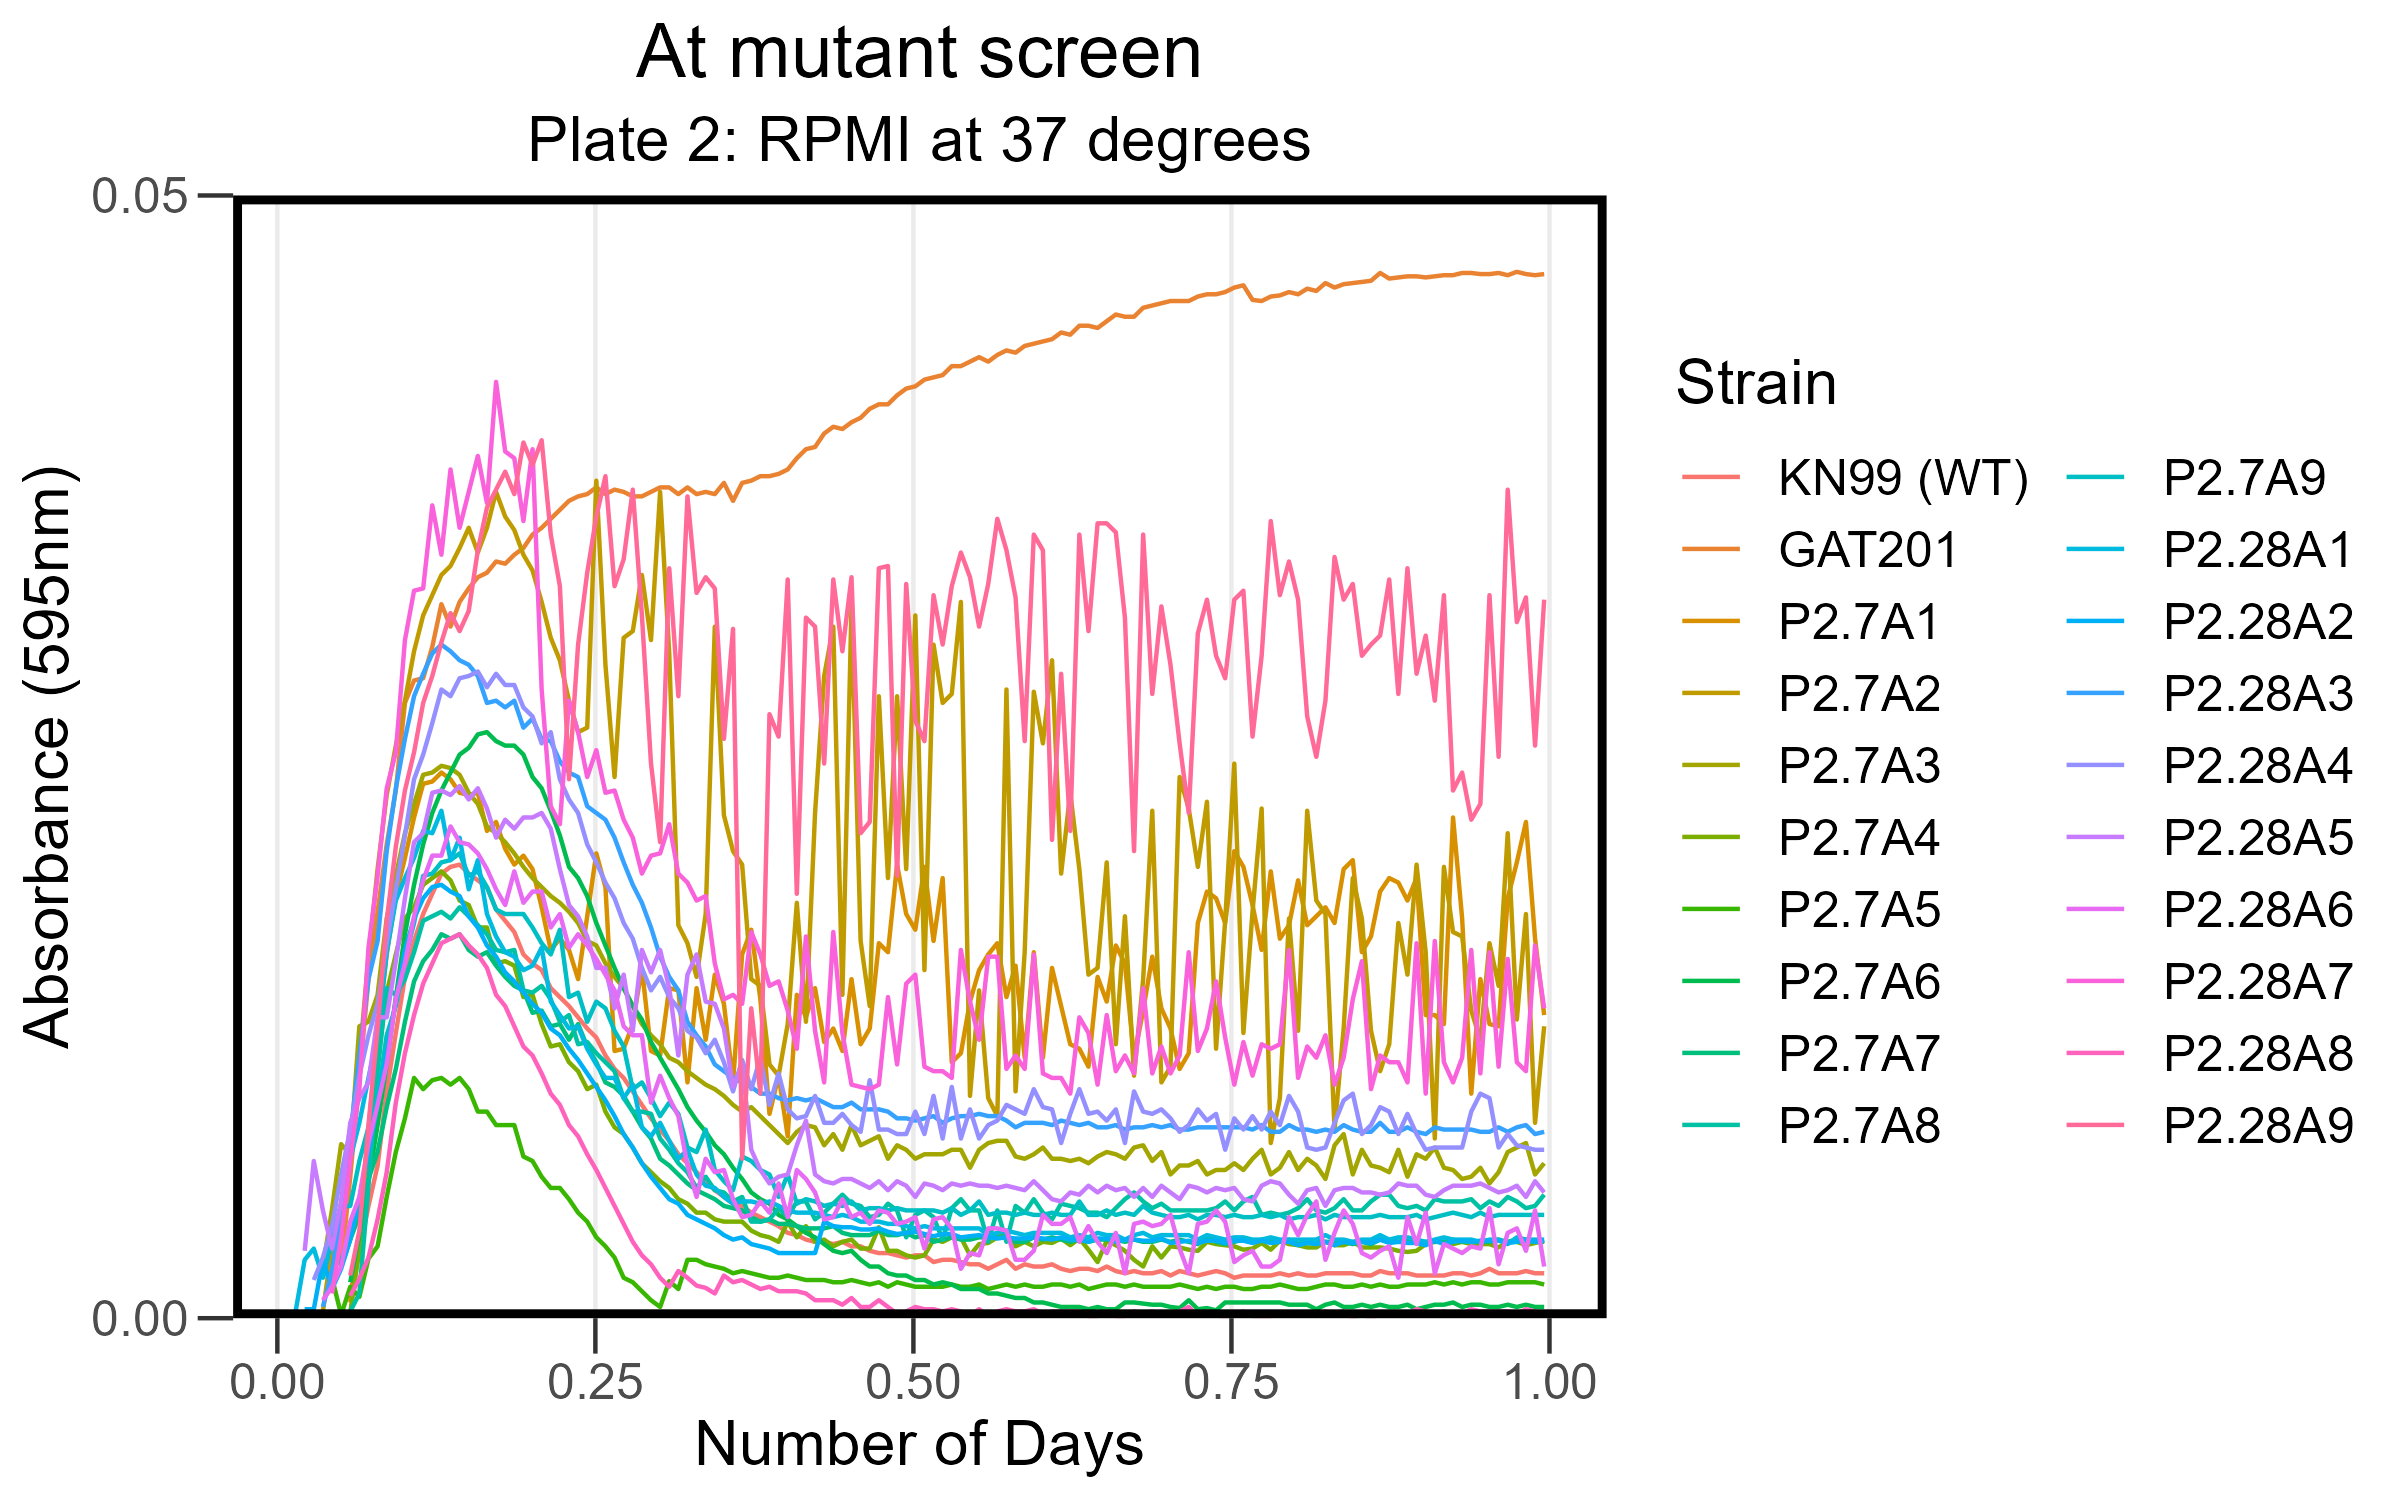 At mutant screen
Plate 2: RPMI at 37 degrees
Absorbance (595nm)
0.05
0.00
0.00
0.25
0.50
0.75
1.00
Number of Days
Strain
KN99 (WT)
GAT201
P2.7A1
P2.7A2
P2.7A3
P2.7A4
P2.7A5
P2.7A6
P2.7A7
P2.7A8
P2.7A9
P2.28A1
P2.28A2
P2.28A3
P2.28A4
P2.28A5
P2.28A6
P2.28A7
P2.28A8
P2.28A9